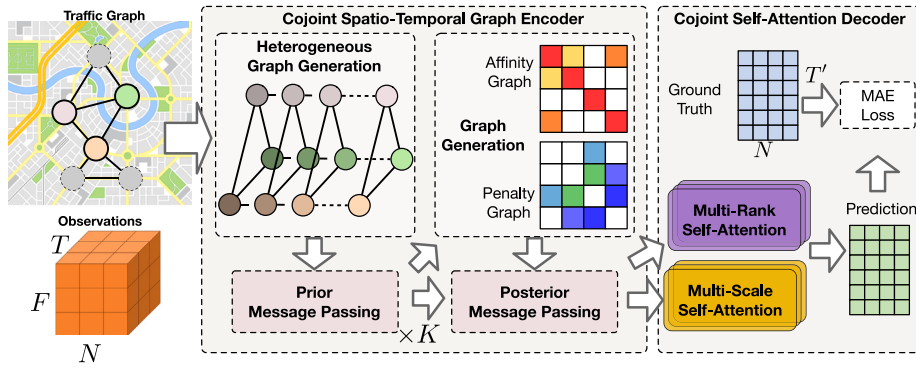 Traffic Graph
Observations
T
F
N
Cojoint Spatio-Temporal Graph Encoder
Heterogeneous
Graph Generation
Affinity
Graph
Graph
Generation
Penalty
Graph
Prior
Message Passing
×K
Posterior
Message Passing
Cojoint Self-Attention Decoder
Ground
Truth
T′
N
MAE
Loss
Multi-Rank
Self-Attention
Multi-Scale
Self-Attention
Prediction